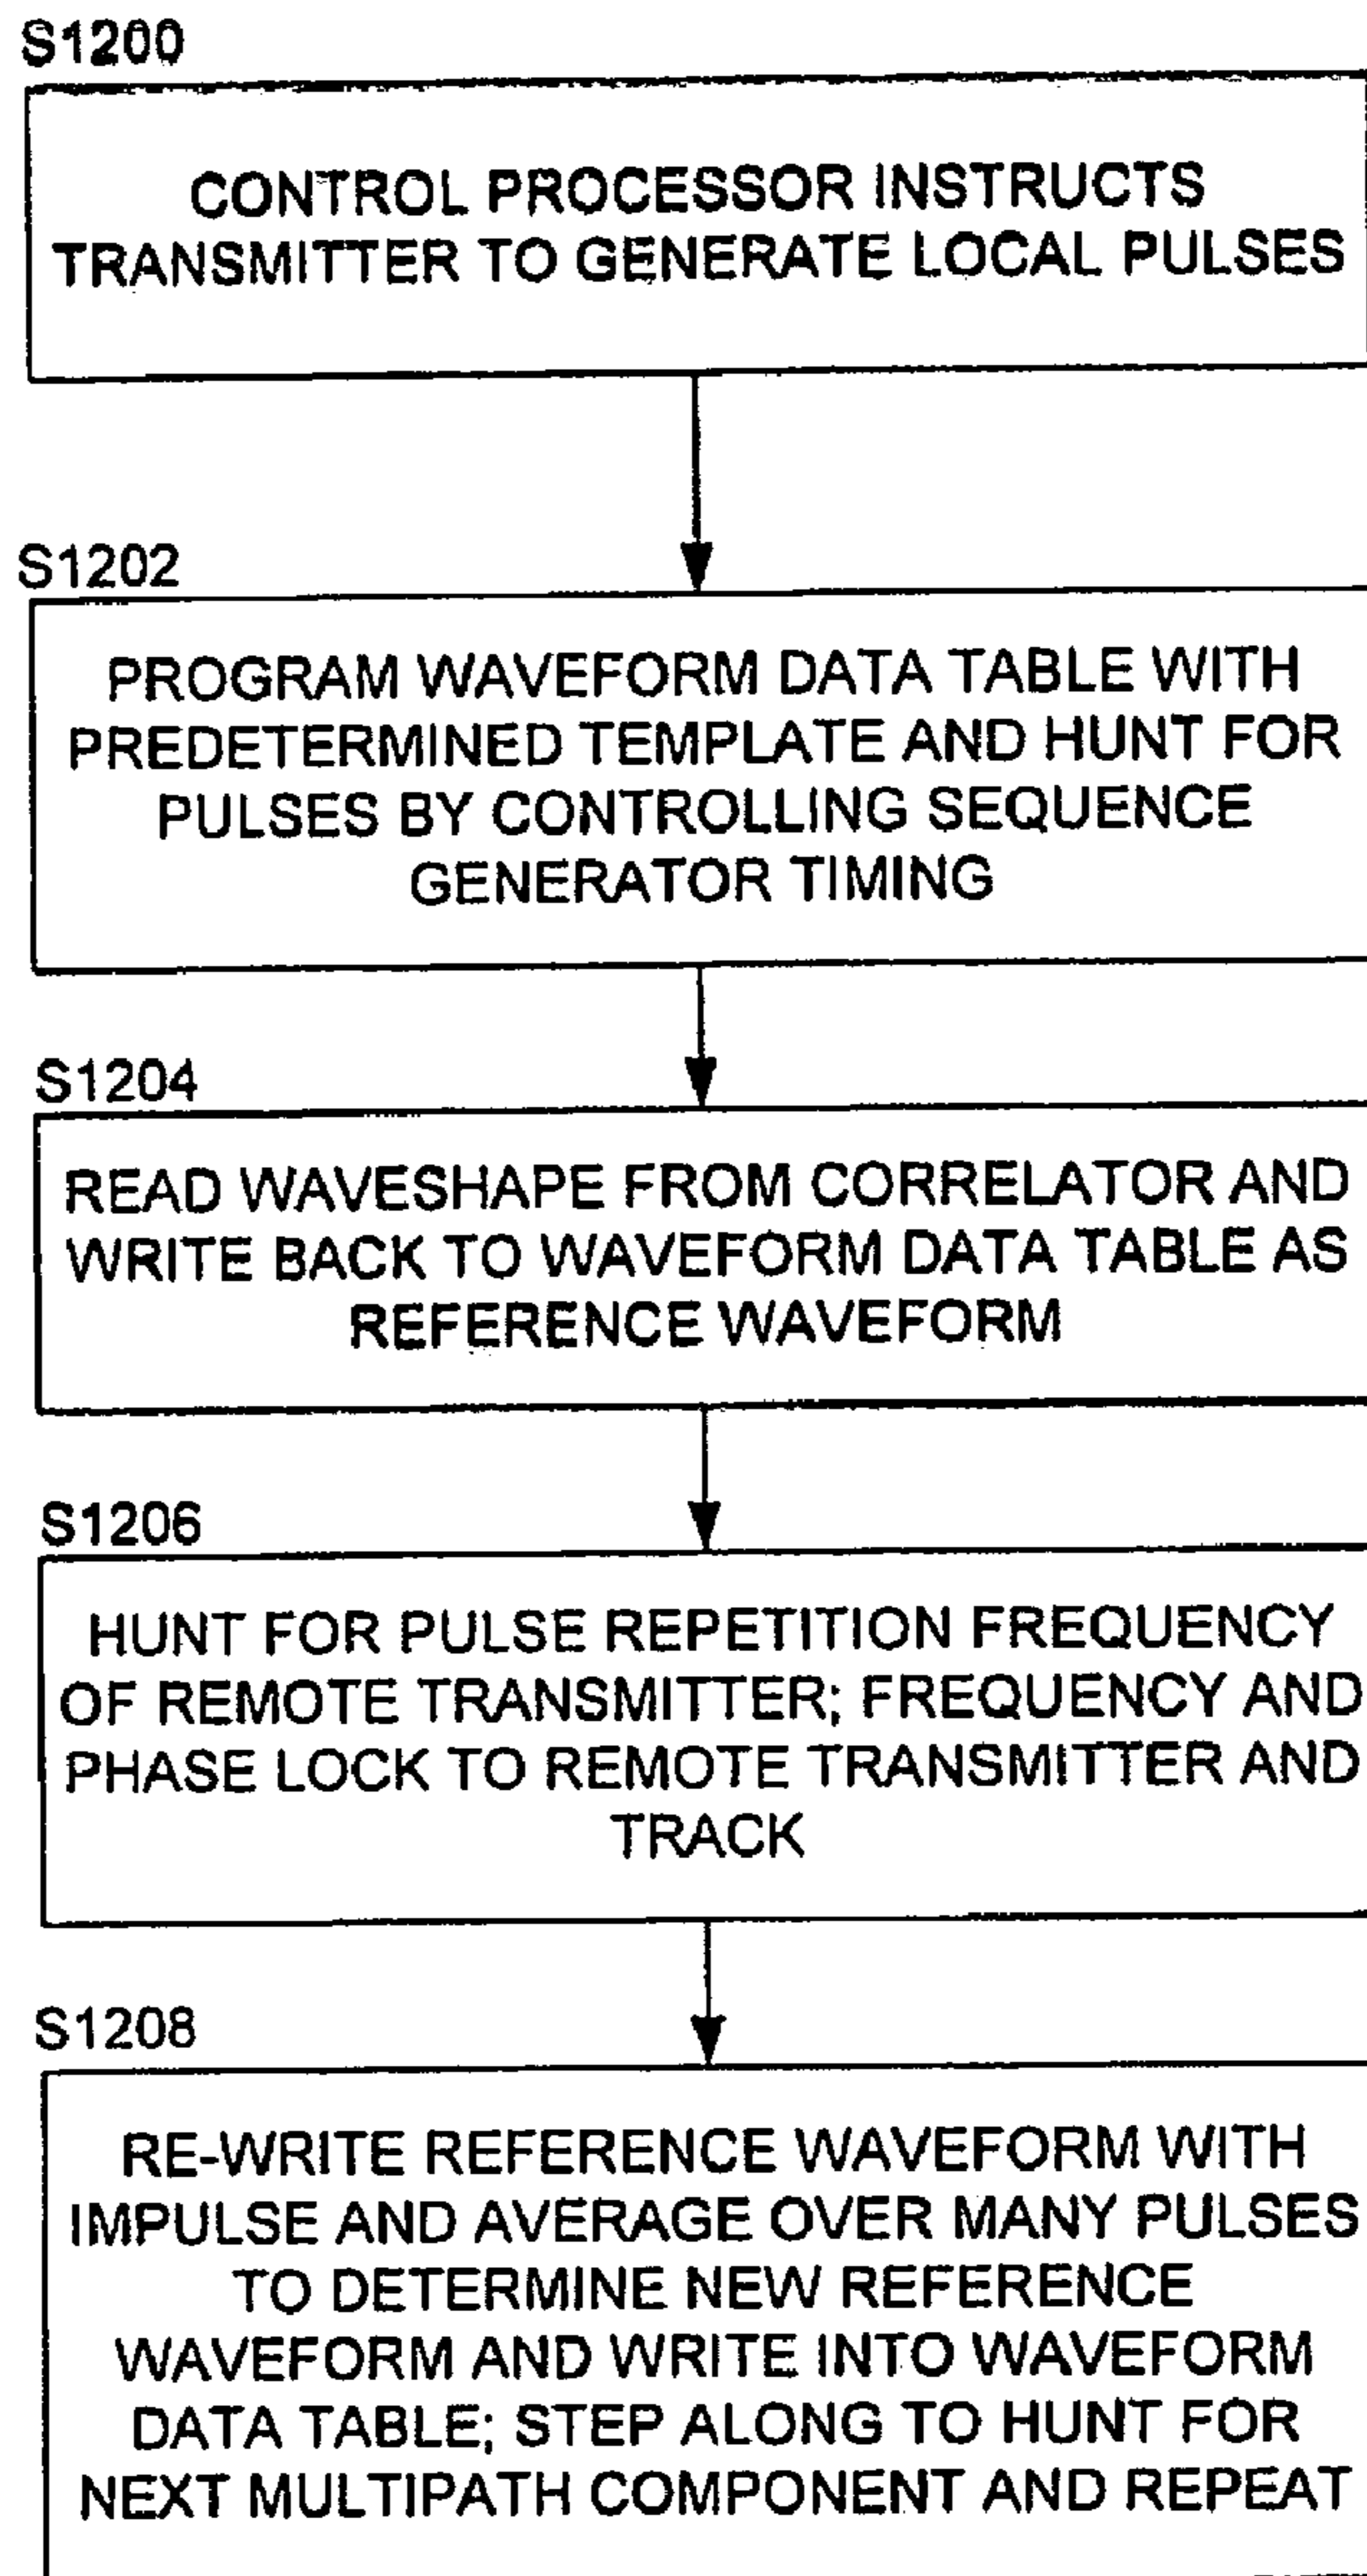 S1200
CONTROL PROCESSOR INSTRUCTS
TRANSMITTER TO GENERATE LOCAL PULSES
S1202
PROGRAM WAVEFORM DATA TABLE WITH
PREDETERMINED TEMPLATE AND HUNT FOR
PULSES BY CONTROLLING SEQUENCE
GENERATOR TIMING
S1204
READ WAVESHAPE FROM CORRELATOR AND
WRITE BACK TO WAVEFORM DATA TABLE AS
REFERENCE WAVEFORM
S1206
HUNT FOR PULSE REPETITION FREQUENCY
OF REMOTE TRANSMITTER; FREQUENCY AND
PHASE LOCK TO REMOTE TRANSMITTER AND
TRACK
S1208
RE-WRITE REFERENCE WAVEFORM WITH
IMPULSE AND AVERAGE OVER MANY PULSES
TO DETERMINE NEW REFERENCE
WAVEFORM AND WRITE INTO WAVEFORM
DATA TABLE; STEP ALONG TO HUNT FOR
NEXT MULTIPATH COMPONENT AND REPEAT